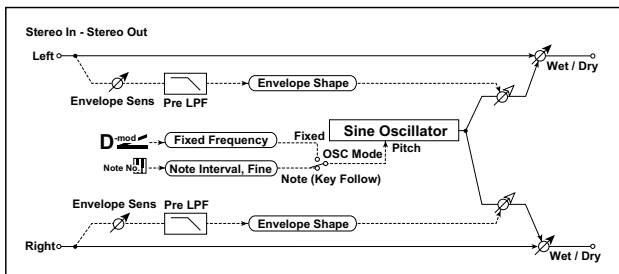 Stereo In - Stereo Out
Left
Wet / Dry
Envelope Sens
Pre LPF
Envelope Shape
D-mod
Fixed Frequency
Fixed
Sine Oscillator
OSC Mode
Pitch
Note No.
Note Interval, Fine
Note (Key Follow)
Envelope Sens
Pre LPF
Envelope Shape
Right
Wet / Dry